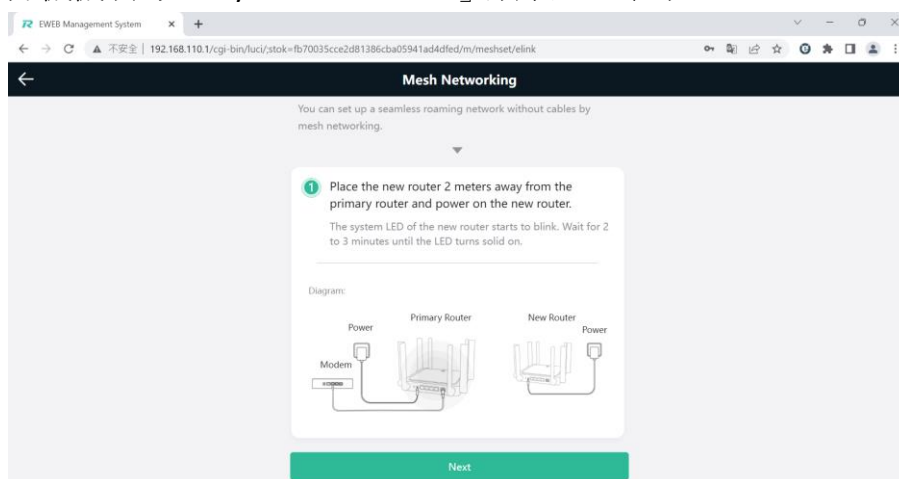 EWEB Management System
不安全 | 192.168.110.1/cgi-bin/luci/;stok=fb70035cce2d81386cba05941ad4dfed/m/meshset/elink
Mesh Networking
You can set up a seamless roaming network without cables by
mesh networking.
1 Place the new router 2 meters away from the
primary router and power on the new router.
The system LED of the new router starts to blink. Wait for 2
to 3 minutes until the LED turns solid on.
Diagram:
Primary Router
New Router
Power
Power
Modem
Next